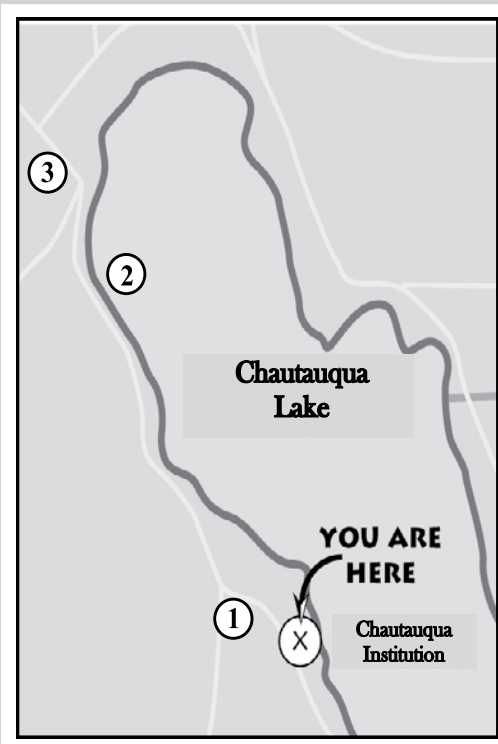 3
2
Chautauqua
Lake
YOU ARE
HERE
1
X
Chautauqua
Institution